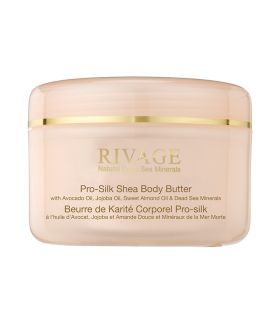 RIVAGE
Natural Dead Sea Minerals
Pro-Silk Shea Body Butter
with Avocado Oil, Jojoba Oil, Sweet Almond Oil & Dead Sea Minerals
Beurre de Karité Corporel Pro-silk
à l'huile d'Avocat, Jojoba et Amande Douce et Minéraux de la Mer Morte